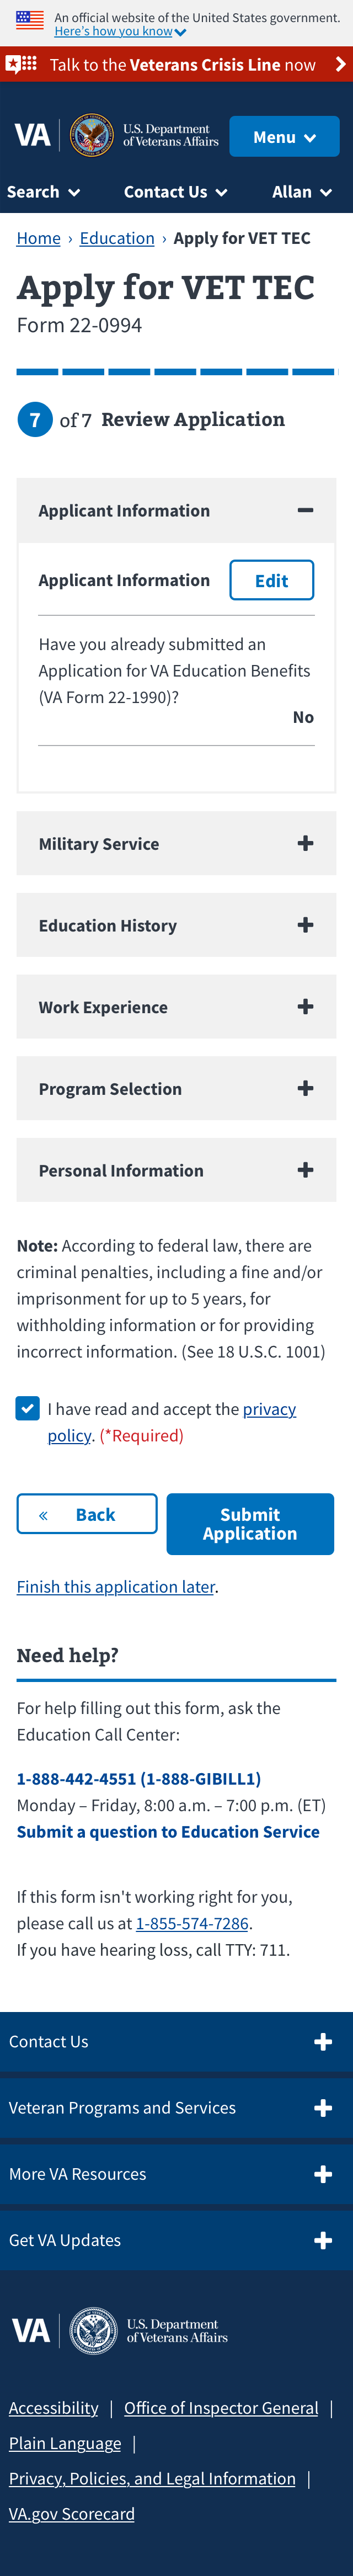 An official website of the United States government.
Here's how you know
Talk to the Veterans Crisis Line now
VA
U.S. Department
of Veterans Affairs
Menu
Search
Contact Us
Allan
Home › Education › Apply for VET TEC
Apply for VET TEC
Form 22-0994
7 of 7 Review Application
Applicant Information
Applicant Information
Edit
Have you already submitted an
Application for VA Education Benefits
(VA Form 22-1990)?
No
Military Service
Education History
Work Experience
Program Selection
Personal Information
Note: According to federal law, there are
criminal penalties, including a fine and/or
imprisonment for up to 5 years, for
withholding information or for providing
incorrect information. (See 18 U.S.C. 1001)
I have read and accept the privacy
policy. (*Required)
« Back
Submit
Application
Finish this application later.
Need help?
For help filling out this form, ask the
Education Call Center:
1-888-442-4551 (1-888-GIBILL1)
Monday – Friday, 8:00 a.m. – 7:00 p.m. (ET)
Submit a question to Education Service
If this form isn't working right for you,
please call us at 1-855-574-7286.
If you have hearing loss, call TTY: 711.
Contact Us
Veteran Programs and Services
More VA Resources
Get VA Updates
VA
U.S. Department
of Veterans Affairs
Accessibility | Office of Inspector General |
Plain Language |
Privacy, Policies, and Legal Information |
VA.gov Scorecard